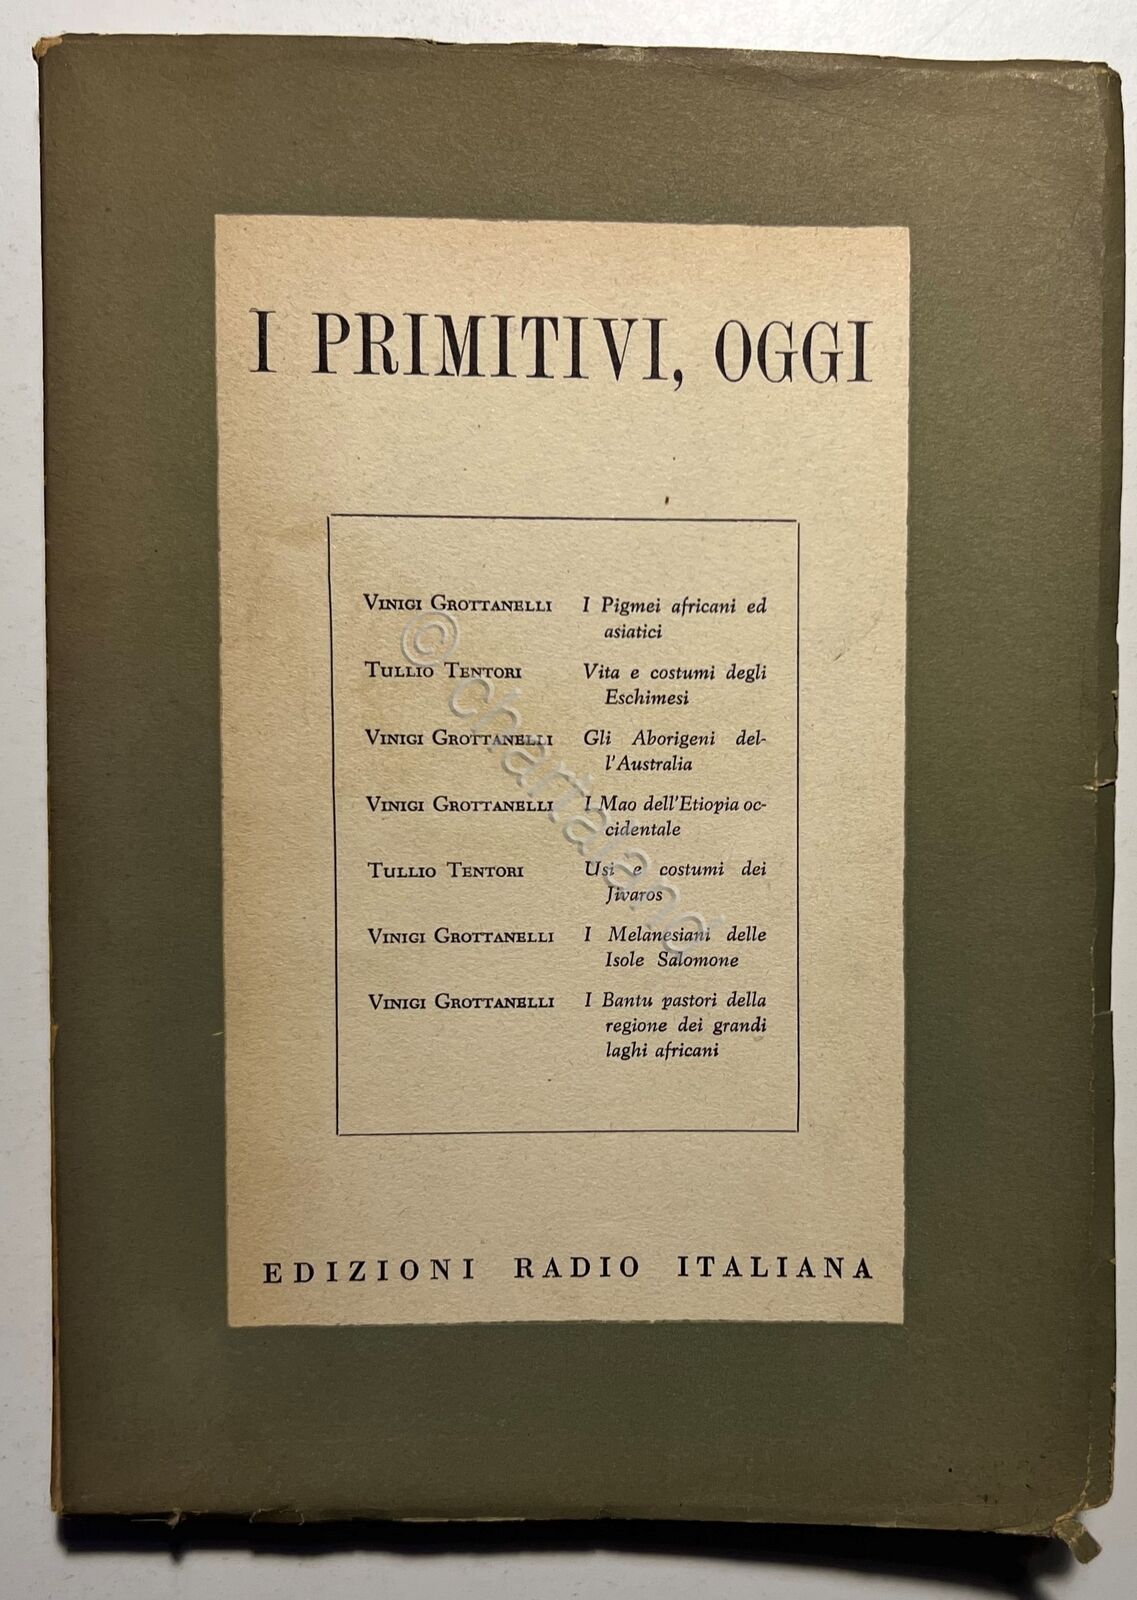 I PRIMITIVI, OGGI
VINIGI GROTTANELLI I Pigmei africani ed
asiatici
TULLIO TENTORI Vita e costumi degli
Eschimesi
VINIGI GROTTANELLI Gli Aborigeni del-
l'Australia
VINIGI GROTTANELLI I Mao dell'Etiopia oc-
cidentale
TULLIO TENTORI Usi e costumi dei
Jivaros
VINIGI GROTTANELLI I Melanesiani delle
Isole Salomone
VINIGI GROTTANELLI I Bantu pastori della
regione dei grandi
laghi africani
EDIZIONI RADIO ITALIANA
© chartaland